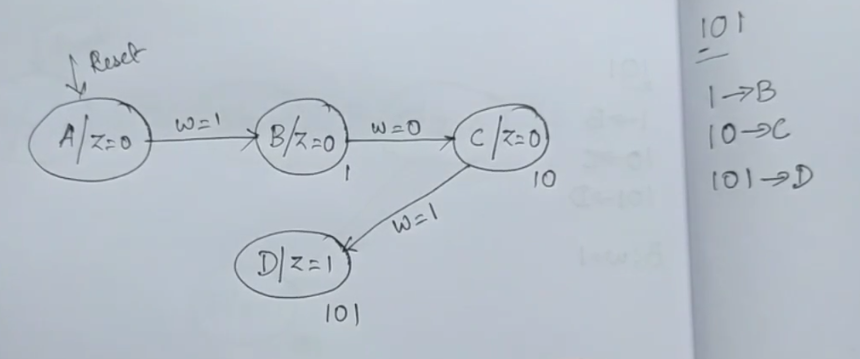 Reset
A/z=0
w=1
B/z=0
w=0
C/z=0
1
10
w=1
D/z=1
101
101
1→B
10→C
101→D